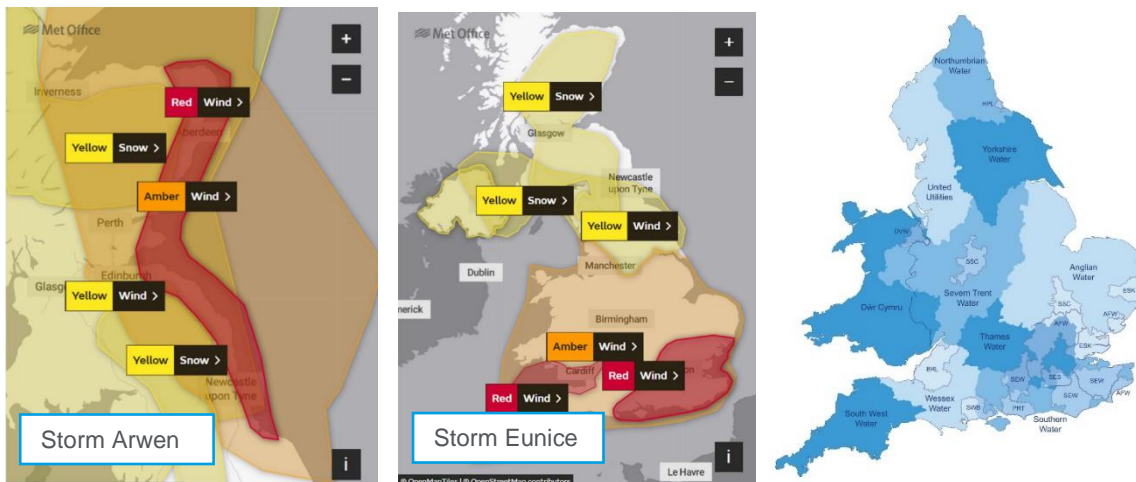 Met Office
+
−
Inverness
Red Wind >
Aberdeen
Yellow Snow >
Amber Wind >
Perth
Edinburgh
Yellow Wind >
Yellow Snow >
Newcastle
upon Tyne
Storm Arwen
i
Met Office
+
−
Yellow Snow >
Glasgow
Newcastle
upon Tyne
Yellow Snow >
Yellow Wind >
Dublin
Manchester
merick
Birmingham
Amber Wind >
Cardiff
Red Wind >
on
Red Wind >
Storm Eunice
i
Le Havre
© OpenMapTiles | © OpenStreetMap contributors
Northumbrian
Water
HPL
Yorkshire
Water
United
Utilities
DVW
SSC
Anglian
Water
Severn Trent
Water
ESK
SSC
Dŵr Cymru
AFW
AFW
ESK
Thames
Water
BRL
SEW
SES
SEW
AFW
Wessex
Water
SWB
PRT
SEW
Southern
Water
South West
Water